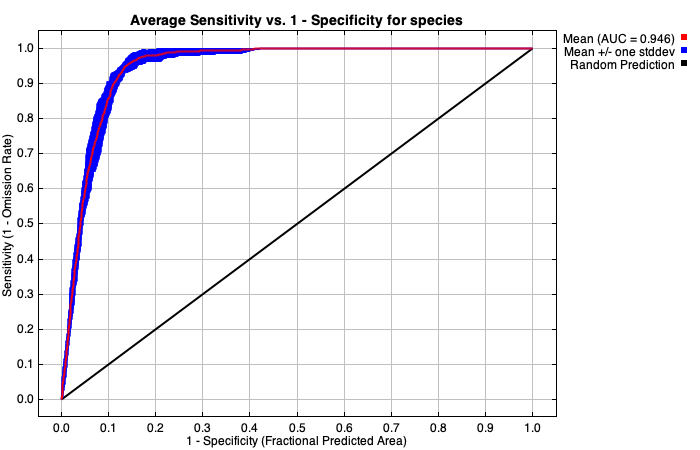 Average Sensitivity vs. 1 - Specificity for species
Mean (AUC = 0.946)
Mean +/- one stddev
Random Prediction
Sensitivity (1 - Omission Rate)
1.0
0.9
0.8
0.7
0.6
0.5
0.4
0.3
0.2
0.1
0.0
0.0 0.1 0.2 0.3 0.4 0.5 0.6 0.7 0.8 0.9 1.0
1 - Specificity (Fractional Predicted Area)